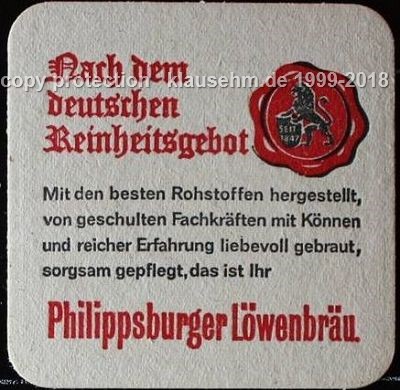 Nach dem
copy protection - klausehm.de 1999-2018
deutschen
Reinheitsgebot
SEIT
1847
Mit den besten Rohstoffen hergestellt,
von geschulten Fachkräften mit Können
und reicher Erfahrung liebevoll gebraut,
sorgsam gepflegt, das ist Ihr
Philippsburger Löwenbräu.